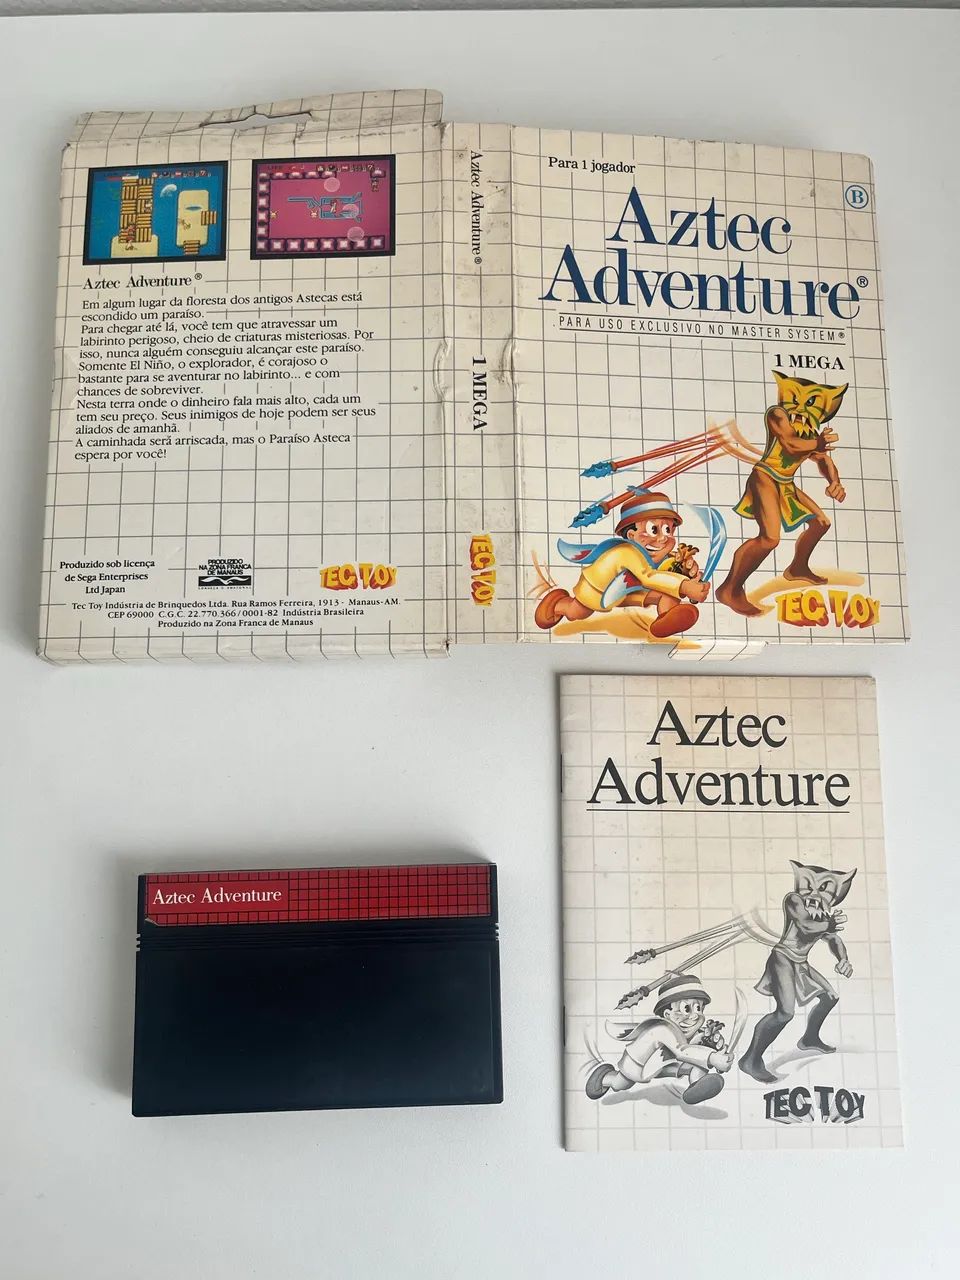 Aztec Adventure ®
Em algum lugar da floresta dos antigos Astecas está
escondido um paraíso.
Para chegar até lá, você tem que atravessar um
labirinto perigoso, cheio de criaturas misteriosas. Por
isso, nunca alguém conseguiu alcançar este paraíso.
Somente El Niño, o explorador, é corajoso o
bastante para se aventurar no labirinto... e com
chances de sobreviver.
Nesta terra onde o dinheiro fala mais alto, cada um
tem seu preço. Seus inimigos de hoje podem ser seus
aliados de amanhã.
A caminhada será arriscada, mas o Paraíso Asteca
espera por você!
Produzido sob licença
de Sega Enterprises
Ltd Japan
PRODUZIDO
NA ZONA FRANCA
DE MANAUS
TEC TOY
Tec Toy Indústria de Brinquedos Ltda. Rua Ramos Ferreira, 1913 - Manaus-AM.
CEP 69000 C.G.C. 22.770.366/0001-82 Indústria Brasileira
Produzido na Zona Franca de Manaus
Aztec Adventure®
1 MEGA
TEC TOY
Para 1 jogador
B
Aztec
Adventure®
PARA USO EXCLUSIVO NO MASTER SYSTEM®
1 MEGA
TEC TOY
Aztec Adventure
Aztec
Adventure
TEC TOY